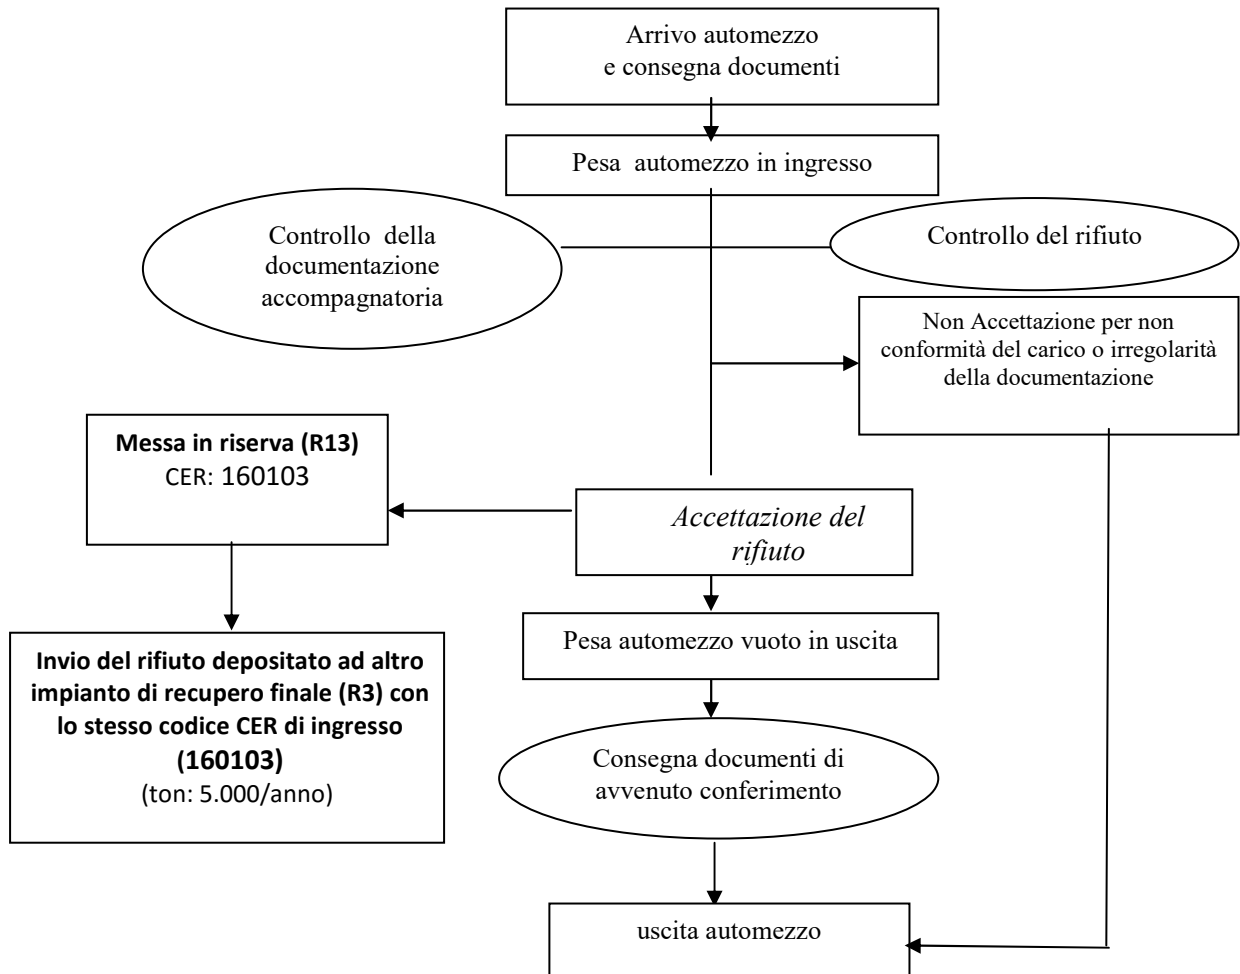 Arrivo automezzo
e consegna documenti
Pesa automezzo in ingresso
Controllo della
documentazione
accompagnatoria
Controllo del rifiuto
Non Accettazione per non
conformità del carico o irregolarità
della documentazione
Messa in riserva (R13)
CER: 160103
Accettazione del
rifiuto
Pesa automezzo vuoto in uscita
Invio del rifiuto depositato ad altro
impianto di recupero finale (R3) con
lo stesso codice CER di ingresso
(160103)
(ton: 5.000/anno)
Consegna documenti di
avvenuto conferimento
uscita automezzo